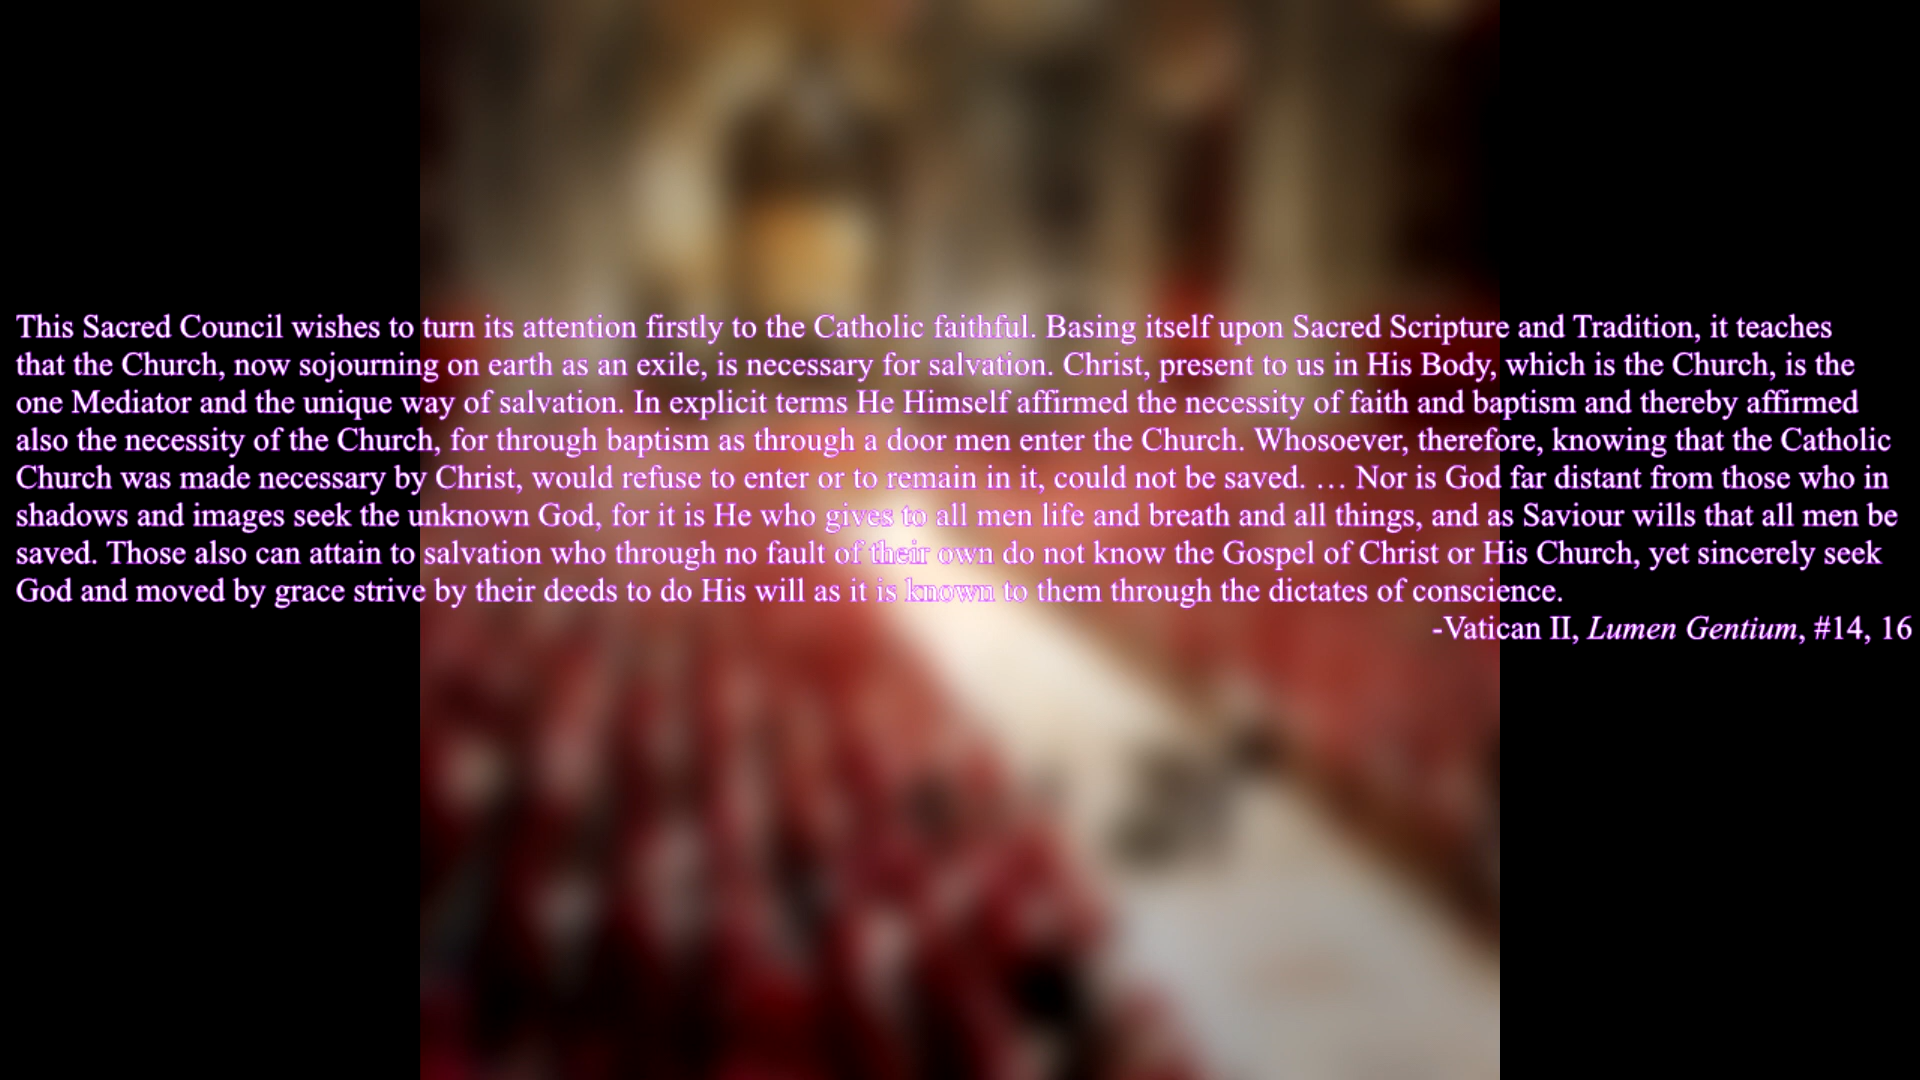 This Sacred Council wishes to turn its attention firstly to the Catholic faithful. Basing itself upon Sacred Scripture and Tradition, it teaches
that the Church, now sojourning on earth as an exile, is necessary for salvation. Christ, present to us in His Body, which is the Church, is the
one Mediator and the unique way of salvation. In explicit terms He Himself affirmed the necessity of faith and baptism and thereby affirmed
also the necessity of the Church, for through baptism as through a door men enter the Church. Whosoever, therefore, knowing that the Catholic
Church was made necessary by Christ, would refuse to enter or to remain in it, could not be saved. … Nor is God far distant from those who in
shadows and images seek the unknown God, for it is He who gives to all men life and breath and all things, and as Saviour wills that all men be
saved. Those also can attain to salvation who through no fault of their own do not know the Gospel of Christ or His Church, yet sincerely seek
God and moved by grace strive by their deeds to do His will as it is known to them through the dictates of conscience.
-Vatican II, Lumen Gentium, #14, 16